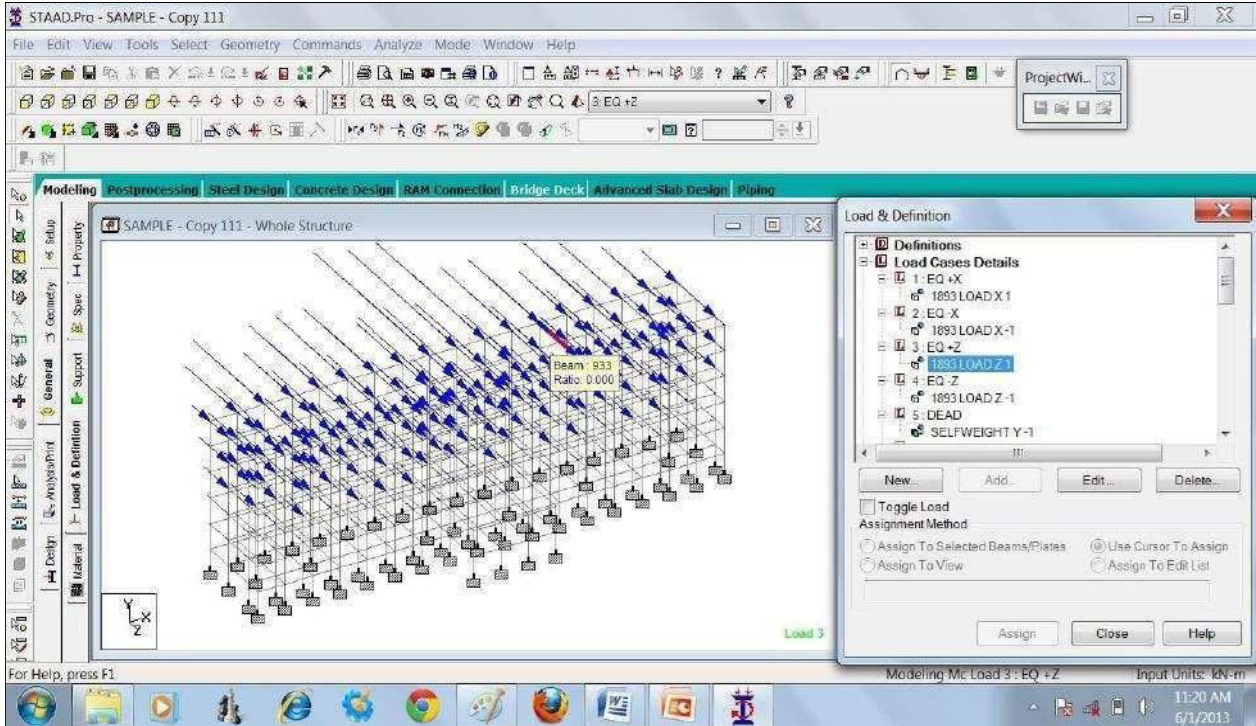 STAAD.Pro - SAMPLE - Copy 111
File Edit View Tools Select Geometry Commands Analyze Mode Window Help
ProjectWi...
3:EQ +Z
Modeling Postprocessing Steel Design Concrete Design RAM Connection Bridge Deck Advanced Slab Design Piping
Setup
Geometry
General
Analysis/Print
Design
Property
Spec
Support
Load & Definition
Material
SAMPLE - Copy 111 - Whole Structure
Beam : 933
Ratio: 0.000
Y
X
Z
Load 3
Load & Definition
Definitions
Load Cases Details
1 : EQ +X
1893 LOAD X 1
2 : EQ -X
1893 LOAD X -1
3 : EQ +Z
1893 LOAD Z 1
4 : EQ -Z
1893 LOAD Z -1
5 : DEAD
SELFWEIGHT Y -1
New... Add... Edit... Delete...
Toggle Load
Assignment Method
Assign To Selected Beams/Plates Use Cursor To Assign
Assign To View Assign To Edit List
Assign Close Help
For Help, press F1 Modeling Mc Load 3 : EQ +Z Input Units: kN-m
11:20 AM
6/1/2013